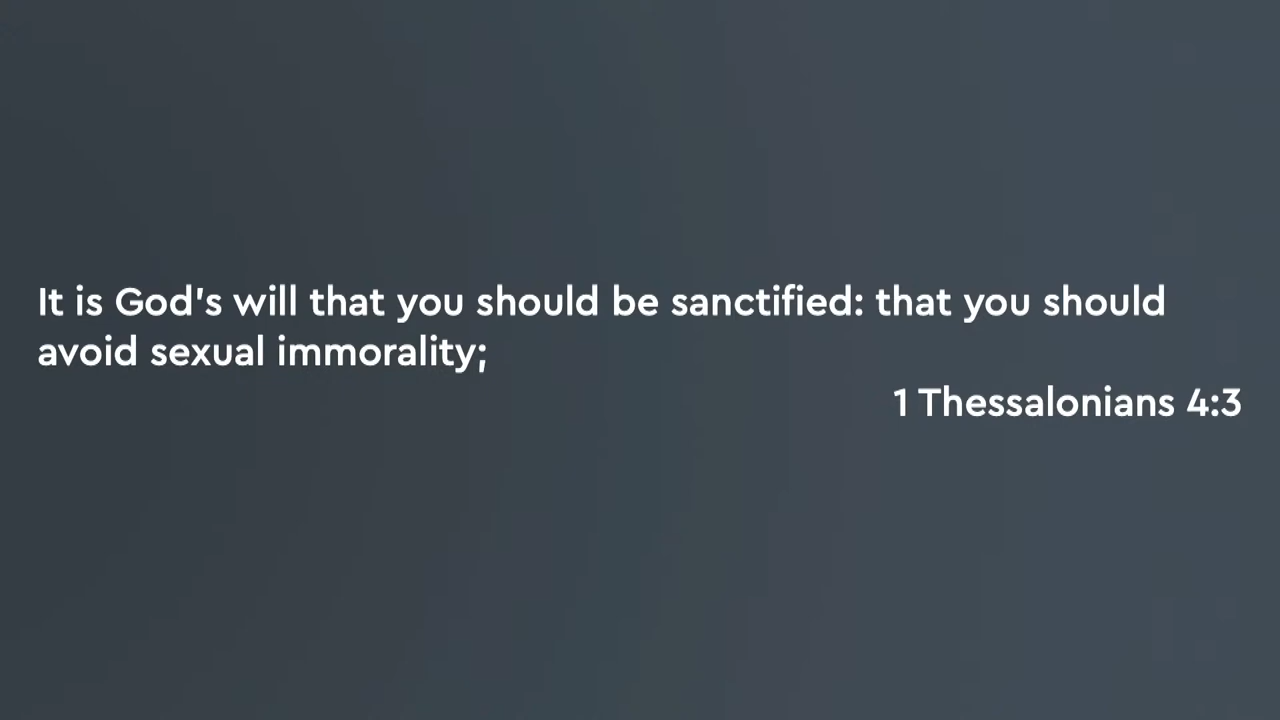 It is God's will that you should be sanctified: that you should
avoid sexual immorality;
1 Thessalonians 4:3